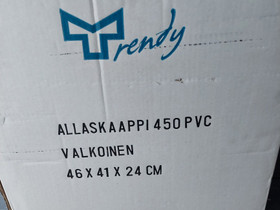 Trendy
ALLASKAAPPI 450 PVC
VALKOINEN
46 X 41 X 24 CM